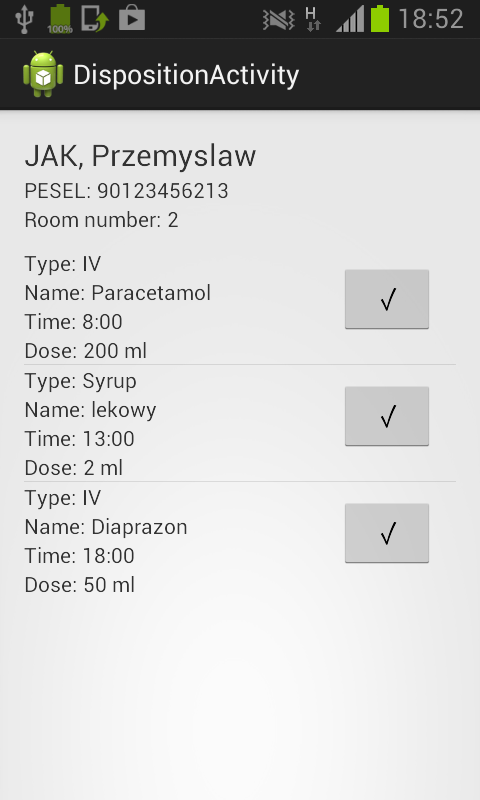 100%
H
18:52
DispositionActivity
JAK, Przemyslaw
PESEL: 90123456213
Room number: 2
Type: IV
Name: Paracetamol
Time: 8:00
Dose: 200 ml
√
Type: Syrup
Name: lekowy
Time: 13:00
Dose: 2 ml
√
Type: IV
Name: Diaprazon
Time: 18:00
Dose: 50 ml
√